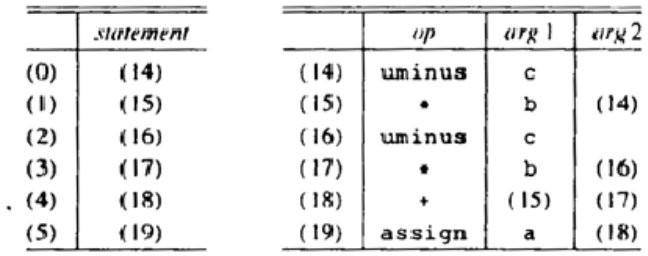 statement op arg 1 arg 2
(0) (14) (14) uminus c
(1) (15) (15) * b (14)
(2) (16) (16) uminus c
(3) (17) (17) * b (16)
(4) (18) (18) + (15) (17)
(5) (19) (19) assign a (18)